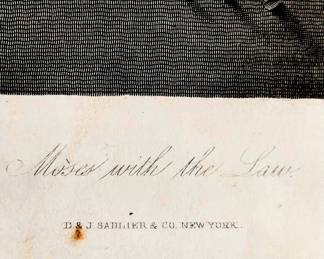 Moses with the Law.
D. & J. SADLIER & CO. NEW YORK.